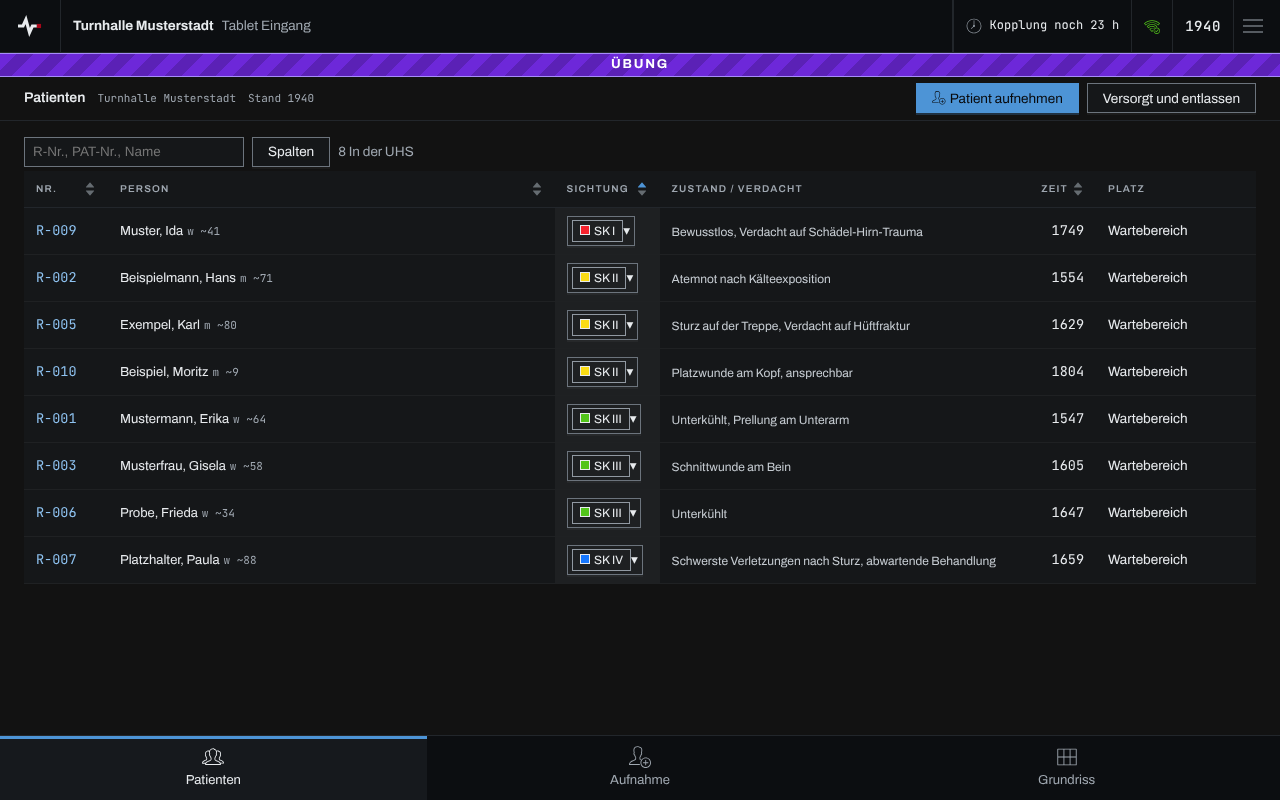 Turnhalle Musterstadt Tablet Eingang Kopplung noch 23 h 1940
ÜBUNG
Patienten Turnhalle Musterstadt Stand 1940 Patient aufnehmen Versorgt und entlassen
R-Nr., PAT-Nr., Name Spalten 8 In der UHS
NR. PERSON SICHTUNG ZUSTAND / VERDACHT ZEIT PLATZ
R-009 Muster, Ida w ~41 SK I Bewusstlos, Verdacht auf Schädel-Hirn-Trauma 1749 Wartebereich
R-002 Beispielmann, Hans m ~71 SK II Atemnot nach Kälteexposition 1554 Wartebereich
R-005 Exempel, Karl m ~80 SK II Sturz auf der Treppe, Verdacht auf Hüftfraktur 1629 Wartebereich
R-010 Beispiel, Moritz m ~9 SK II Platzwunde am Kopf, ansprechbar 1804 Wartebereich
R-001 Mustermann, Erika w ~64 SK III Unterkühlt, Prellung am Unterarm 1547 Wartebereich
R-003 Musterfrau, Gisela w ~58 SK III Schnittwunde am Bein 1605 Wartebereich
R-006 Probe, Frieda w ~34 SK III Unterkühlt 1647 Wartebereich
R-007 Platzhalter, Paula w ~88 SK IV Schwerste Verletzungen nach Sturz, abwartende Behandlung 1659 Wartebereich
Patienten Aufnahme Grundriss